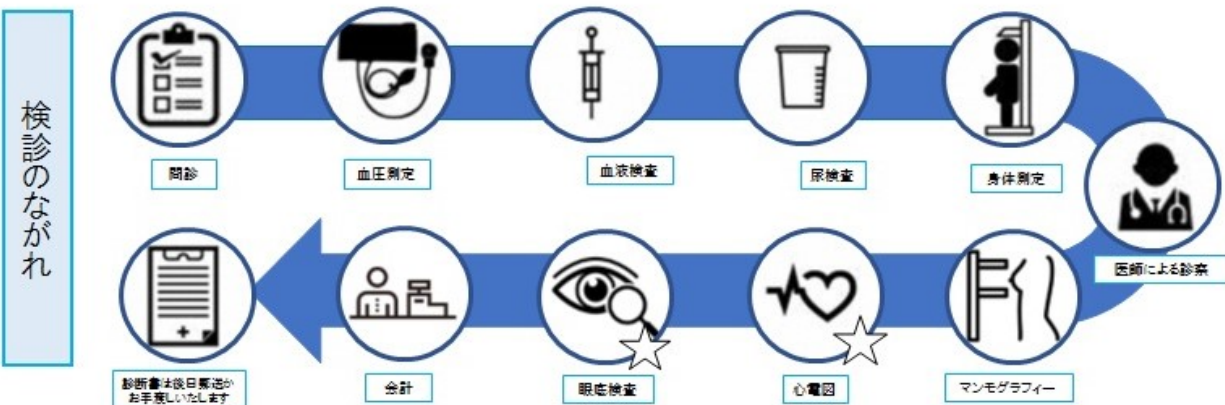 検診のながれ
問診
血圧測定
血液検査
尿検査
身体測定
医師による診察
マンモグラフィー
心電図
眼底検査
会計
診断書は後日郵送か
お手渡しいたします